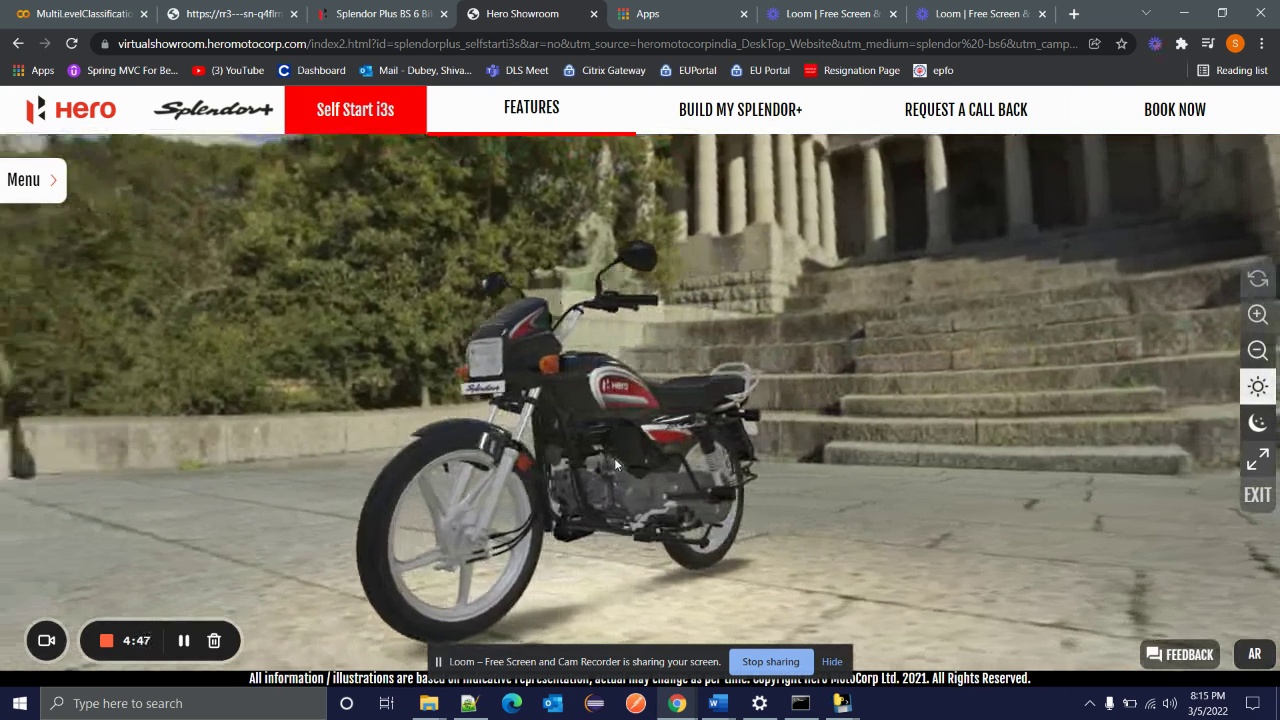 MultiLevelClassificatio
https://rr3---sn-q4flrn
Splendor Plus BS 6 Bi
Hero Showroom
Apps
Loom | Free Screen &
Loom | Free Screen &
virtualshowroom.heromotocorp.com/index2.html?id=splendorplus_selfstarti3s&at=no&utm_source=heromotocorpindia_DeskTop_Website&utm_medium=splendor%20-bs6&utm_camp...
S
Apps
Spying MVC For Be...
(3) YouTube
Dashboard
Mail - Dubey, Shiva...
DLS Meet
Citrix Gateway
EUPortal
EU Portal
Resignation Page
epfo
Reading list
Hero
Splendor+
Self Start i3s
FEATURES
BUILD MY SPLENDOR+
REQUEST A CALL BACK
BOOK NOW
Menu
Splendor+
Hero
EXIT
4:47
Loom – Free Screen and Cam Recorder is sharing your screen.
Stop sharing
Hide
FEEDBACK
AR
All information / illustrations are based on indicative representation, actual may change as per time. Copyright Hero MotoCorp Ltd. 2021. All Rights Reserved.
Type here to search
8:15 PM
3/5/2022